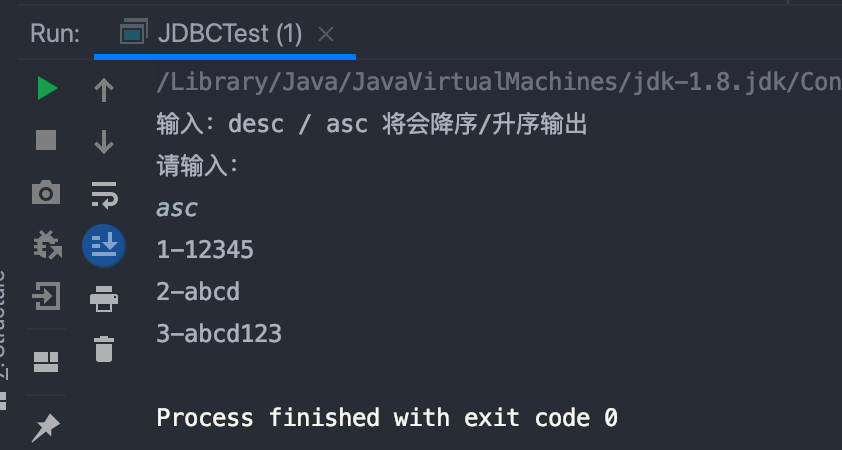 Run: JDBCTest (1)
/Library/Java/JavaVirtualMachines/jdk-1.8.jdk/Con
输入：desc / asc 将会降序/升序输出
请输入：
asc
1-12345
2-abcd
3-abcd123
Process finished with exit code 0
Z: Structure